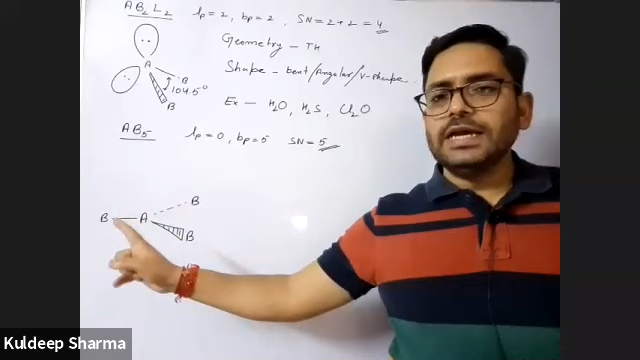 AB2L2 lp=2, bp=2, SN=2+2=4
Geometry – TH
Shape – bent/Angular/V-shape.
A
B
104.5°
B
Ex – H2O, H2S, Cl2O
AB5 lp=0, bp=5 SN=5
B
B A
B
Kuldeep Sharma